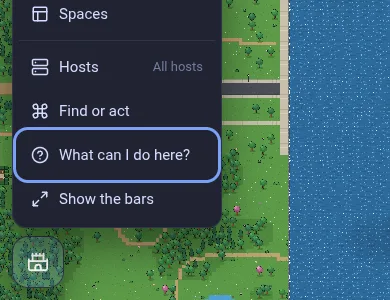 Spaces
Hosts All hosts
Find or act
What can I do here?
Show the bars